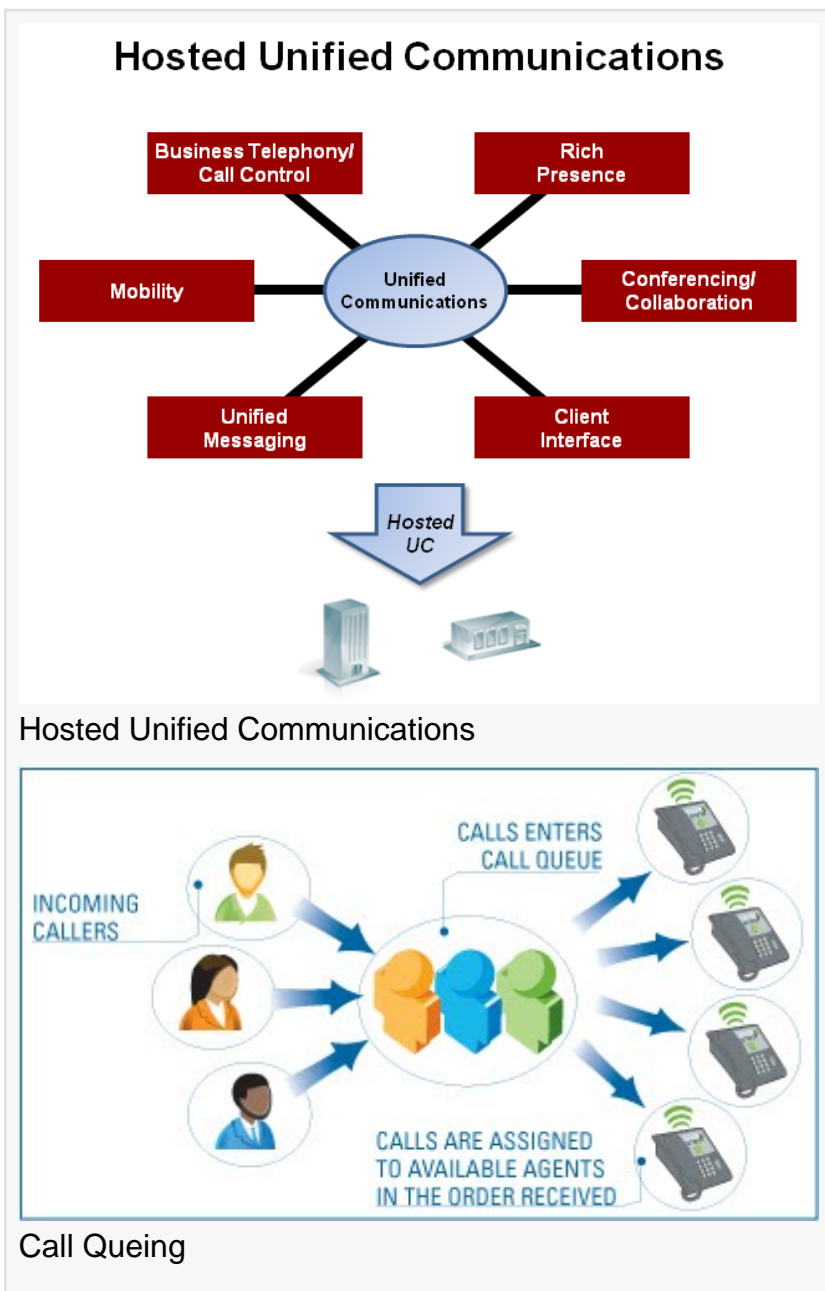 Hosted Unified Communications
Business Telephony/
Call Control
Rich
Presence
Mobility
Unified
Communications
Conferencing/
Collaboration
Unified
Messaging
Client
Interface
Hosted
UC
Hosted Unified Communications
CALLS ENTERS
CALL QUEUE
INCOMING
CALLERS
CALLS ARE ASSIGNED
TO AVAILABLE AGENTS
IN THE ORDER RECEIVED
Call Queing